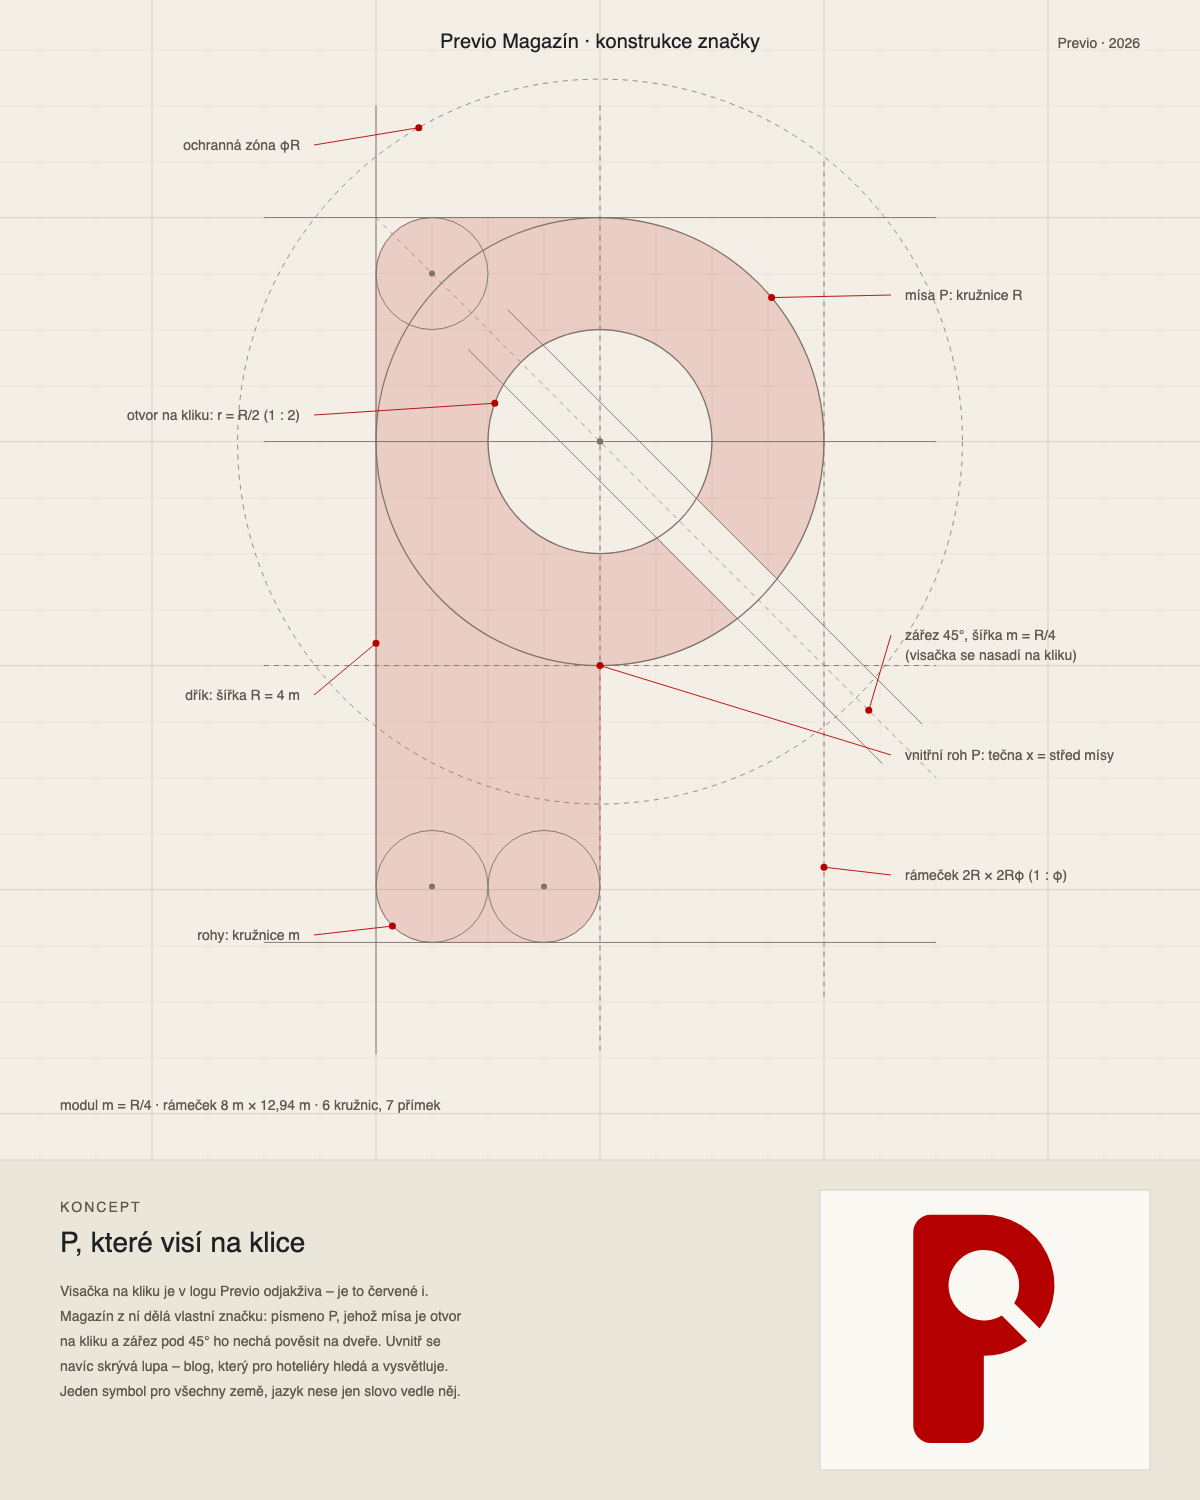 Previo Magazín · konstrukce značky
Previo · 2026
ochranná zóna φR
mísa P: kružnice R
otvor na kliku: r = R/2 (1 : 2)
zářez 45°, šířka m = R/4
(visačka se nasadí na kliku)
dřík: šířka R = 4 m
vnitřní roh P: tečna x = střed mísy
rámeček 2R × 2Rφ (1 : φ)
rohy: kružnice m
modul m = R/4 · rámeček 8 m × 12,94 m · 6 kružnic, 7 přímek
KONCEPT
P, které visí na klice
Visačka na kliku je v logu Previo odjakživa – je to červené i.
Magazín z ní dělá vlastní značku: písmeno P, jehož mísa je otvor
na kliku a zářez pod 45° ho nechá pověsit na dveře. Uvnitř se
navíc skrývá lupa – blog, který pro hoteliéry hledá a vysvětluje.
Jeden symbol pro všechny země, jazyk nese jen slovo vedle něj.